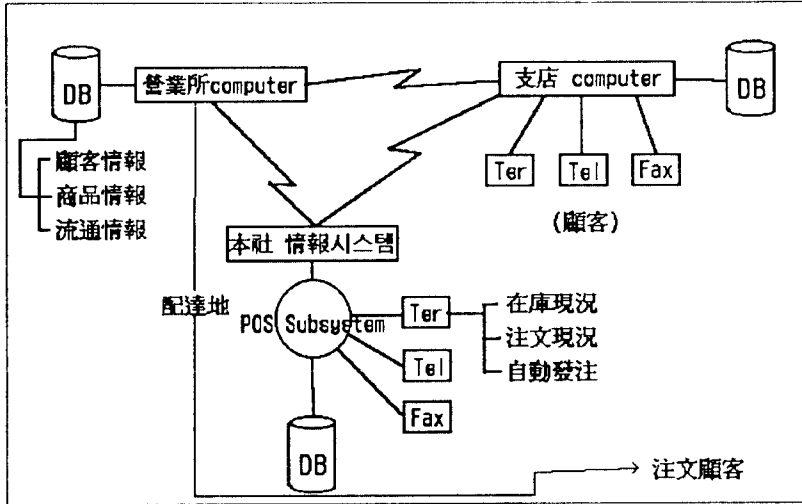 DB
營業所computer
支店 computer
DB
顧客情報
商品情報
流通情報
Ter
Tel
Fax
(顧客)
本社 情報시스템
配達地
POS Subsystem
Ter
在庫現況
注文現況
自動發注
Tel
Fax
DB
注文顧客